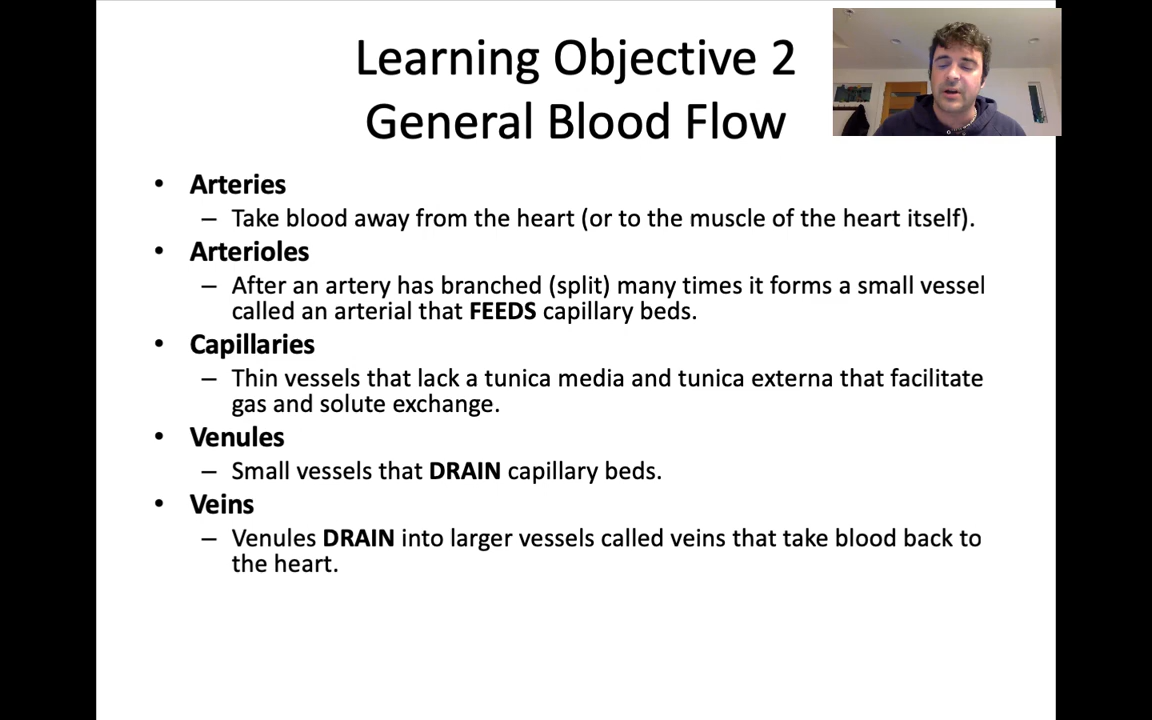 Learning Objective 2
General Blood Flow
• Arteries
– Take blood away from the heart (or to the muscle of the heart itself).
• Arterioles
– After an artery has branched (split) many times it forms a small vessel
called an arterial that FEEDS capillary beds.
• Capillaries
– Thin vessels that lack a tunica media and tunica externa that facilitate
gas and solute exchange.
• Venules
– Small vessels that DRAIN capillary beds.
• Veins
– Venules DRAIN into larger vessels called veins that take blood back to
the heart.